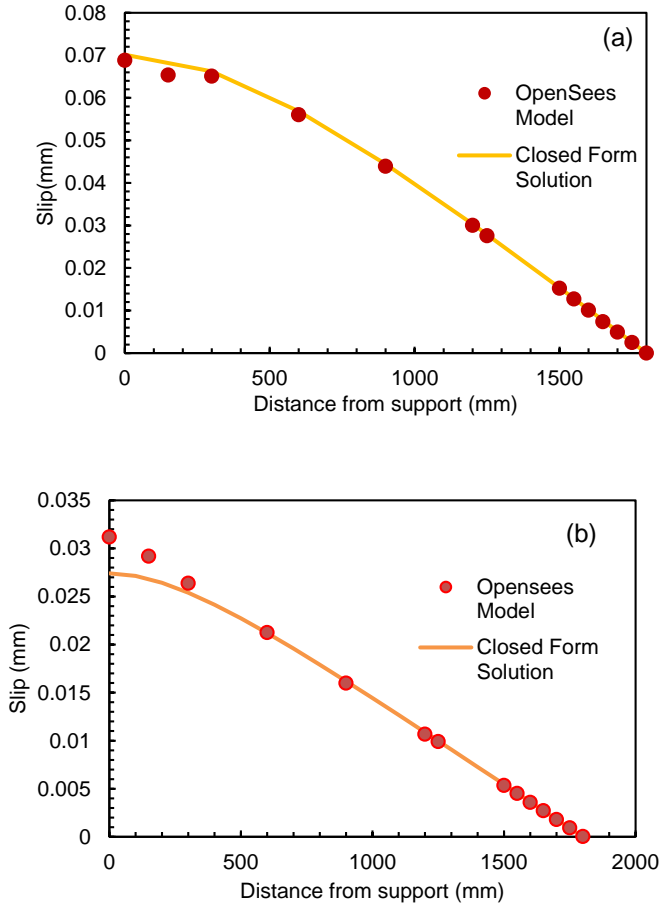 0.08
(a)
0.07
0.06
0.05
0.04
0.03
0.02
0.01
0
Slip(mm)
OpenSees
Model
Closed Form
Solution
0 500 1000 1500
Distance from support (mm)
0.035
(b)
0.03
0.025
0.02
0.015
0.01
0.005
0
Slip (mm)
Opensees
Model
Closed Form
Solution
0 500 1000 1500 2000
Distance from support (mm)